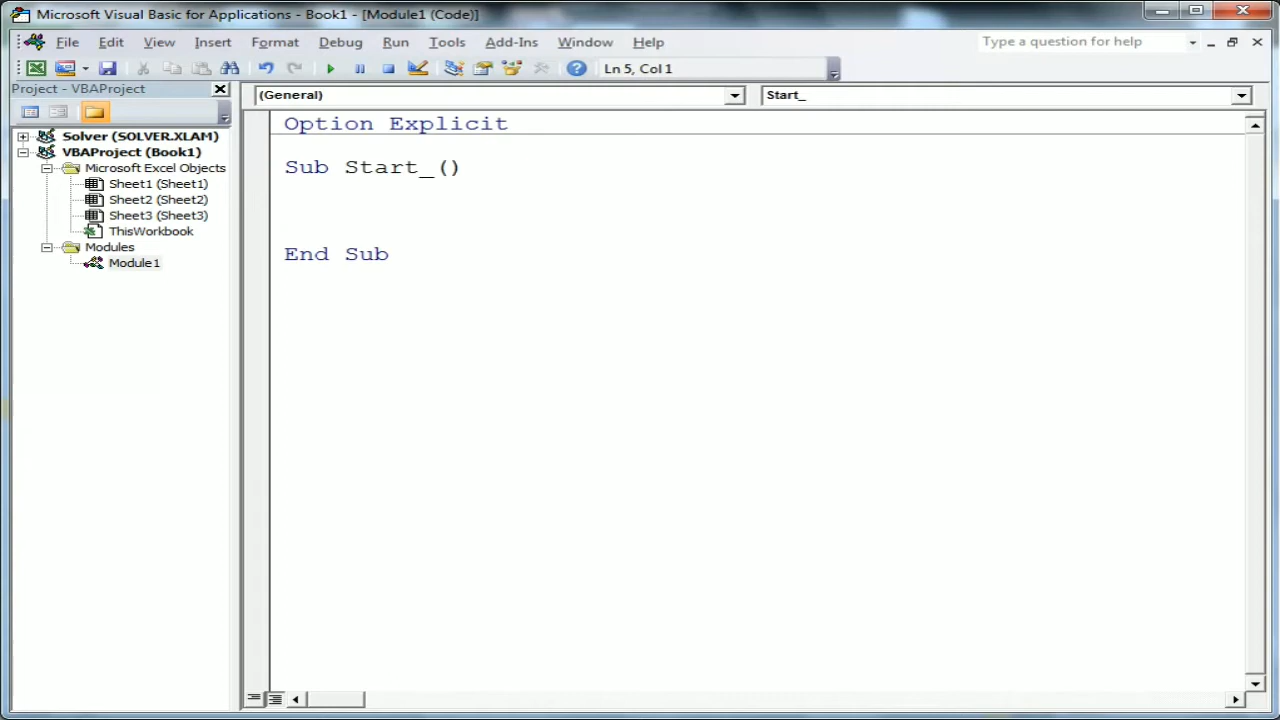 Microsoft Visual Basic for Applications - Book1 - [Module1 (Code)]
File Edit View Insert Format Debug Run Tools Add-Ins Window Help Type a question for help
Ln 5, Col 1
Project - VBAProject
(General) Start_
Solver (SOLVER.XLAM)
VBAProject (Book1)
Microsoft Excel Objects
Sheet1 (Sheet1)
Sheet2 (Sheet2)
Sheet3 (Sheet3)
ThisWorkbook
Modules
Module1
Option Explicit
Sub Start_()
End Sub